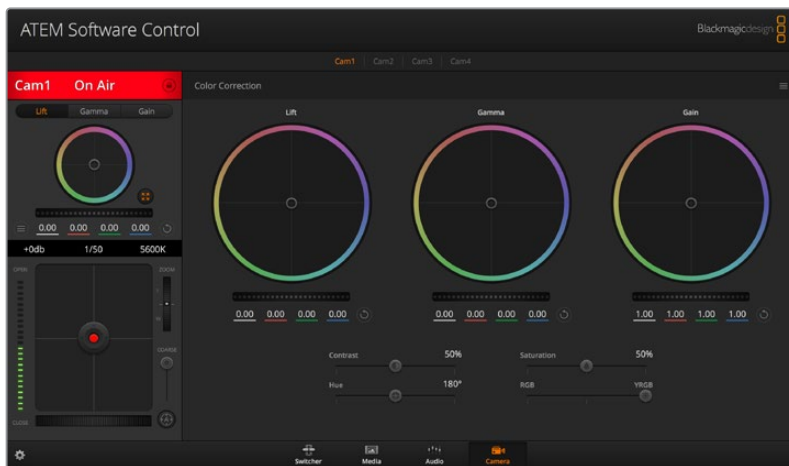 ATEM Software Control
Blackmagicdesign
Cam1 Cam2 Cam3 Cam4
Cam1 On Air
Color Correction
Lift Gamma Gain
Lift Gamma Gain
0.00 0.00 0.00 0.00
+0db 1/50 5600K
OPEN
ZOOM
T
W
COARSE
CLOSE
0.00 0.00 0.00 0.00
0.00 0.00 0.00 0.00
1.00 1.00 1.00 1.00
Contrast 50%
Saturation 50%
Hue 180°
RGB YRGB
Switcher Media Audio Camera